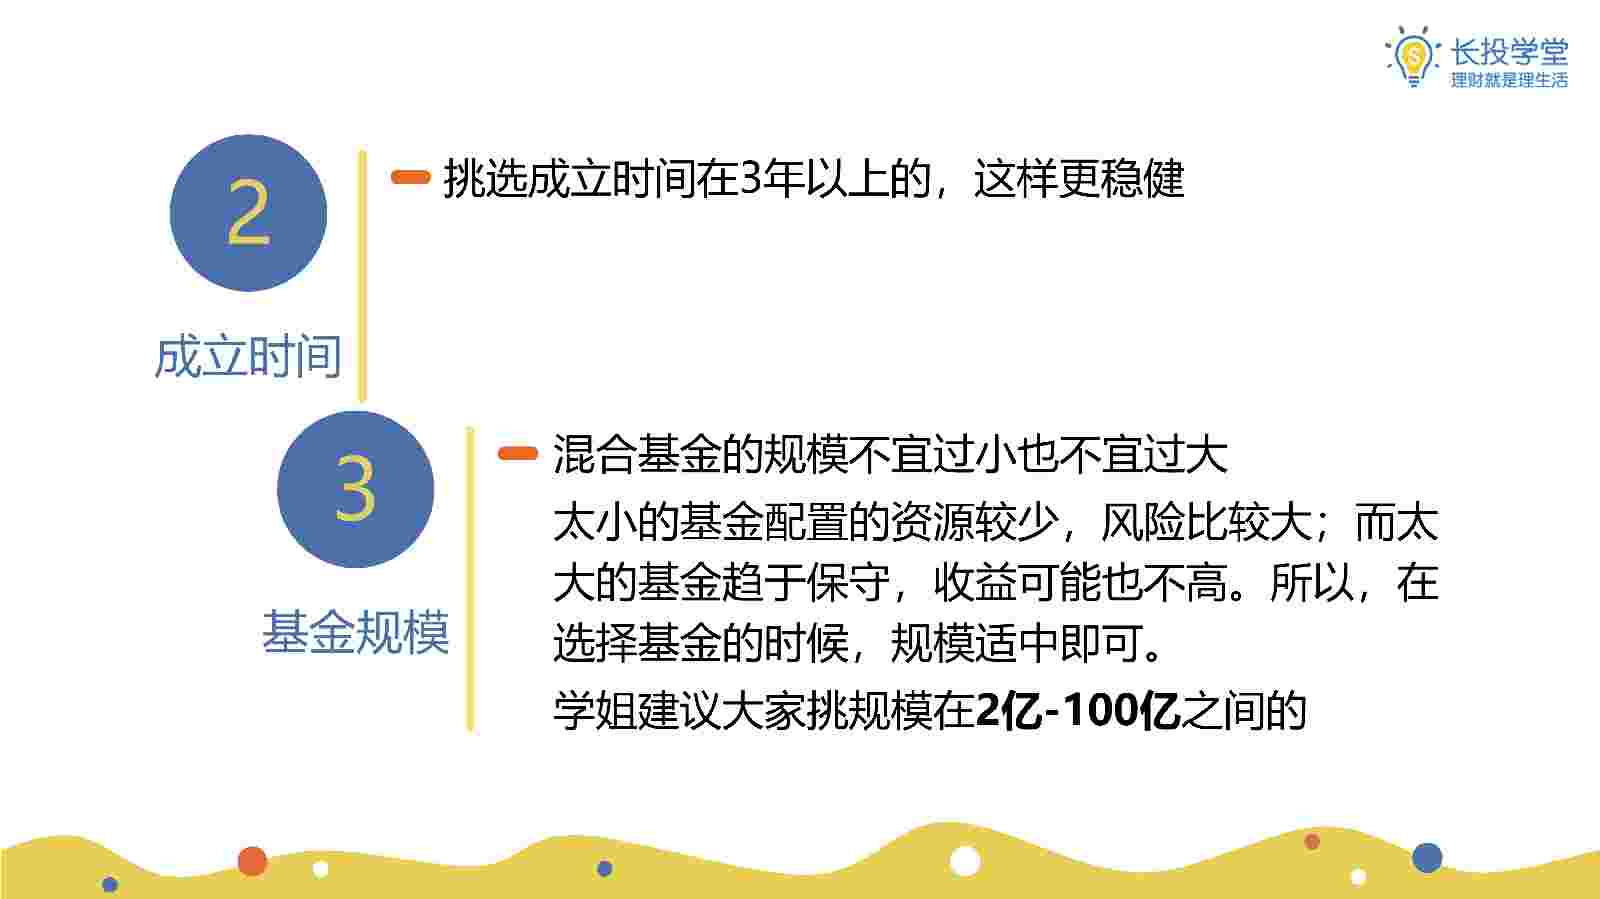 长投学堂
理财就是理生活
2
挑选成立时间在3年以上的，这样更稳健
成立时间
3
混合基金的规模不宜过小也不宜过大
太小的基金配置的资源较少，风险比较大；而太
大的基金趋于保守，收益可能也不高。所以，在
选择基金的时候，规模适中即可。
基金规模
学姐建议大家挑规模在2亿-100亿之间的